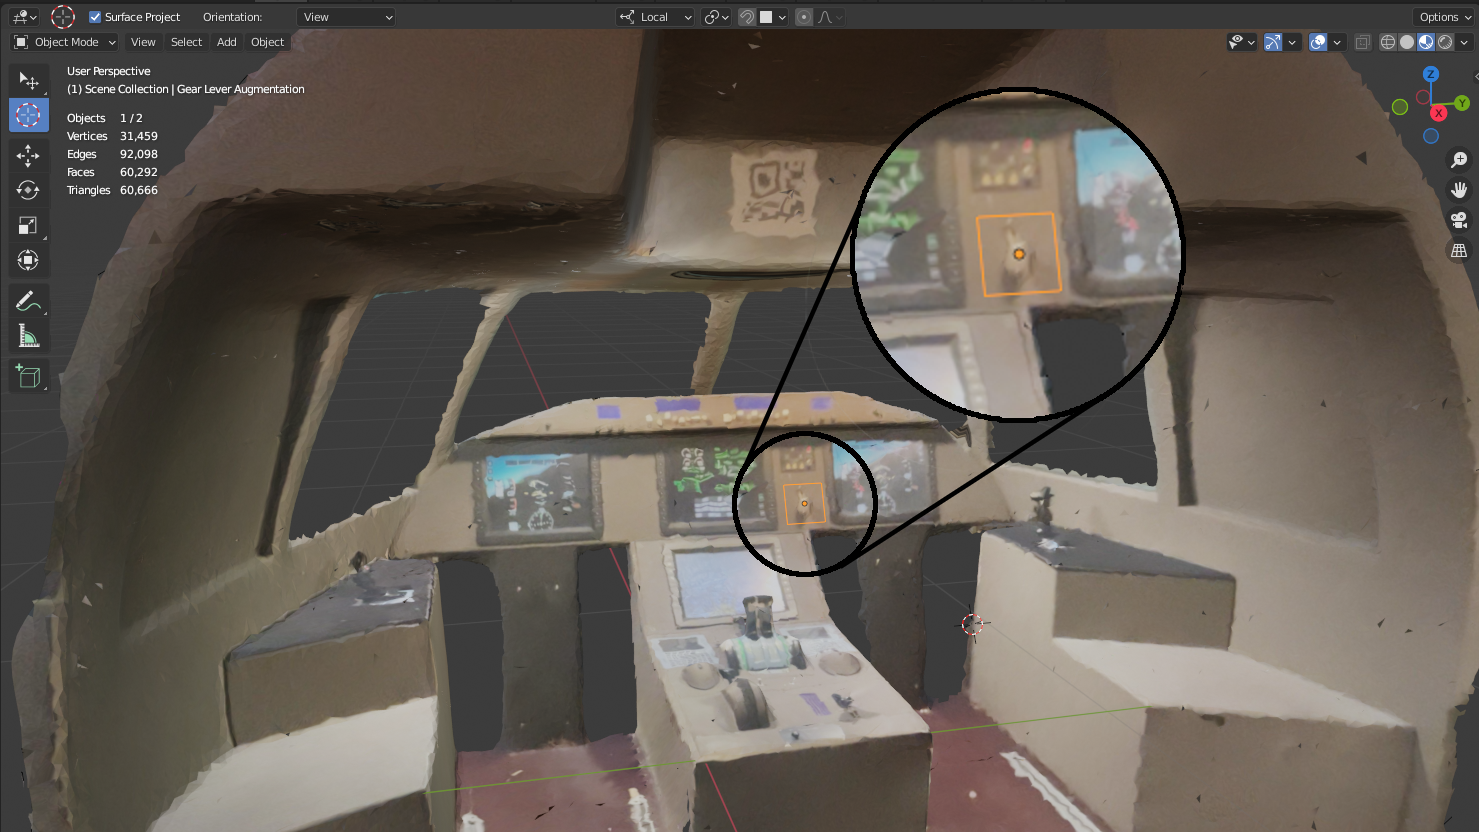 Surface Project Orientation: View Local Options
Object Mode View Select Add Object
User Perspective
(1) Scene Collection | Gear Lever Augmentation
Objects 1 / 2
Vertices 31,459
Edges 92,098
Faces 60,292
Triangles 60,666
Z
Y
X